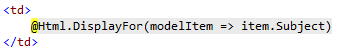 <td>
@Html.DisplayFor(modelItem => item.Subject)
</td>